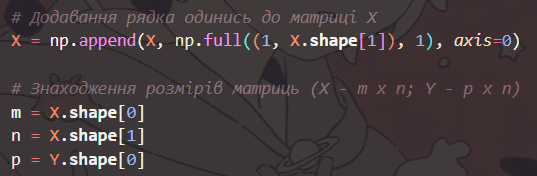 # Додавання рядка одинись до матриці X
X = np.append(X, np.full((1, X.shape[1]), 1), axis=0)
# Знаходження розмірів матриць (X - m x n; Y - p x n)
m = X.shape[0]
n = X.shape[1]
p = Y.shape[0]